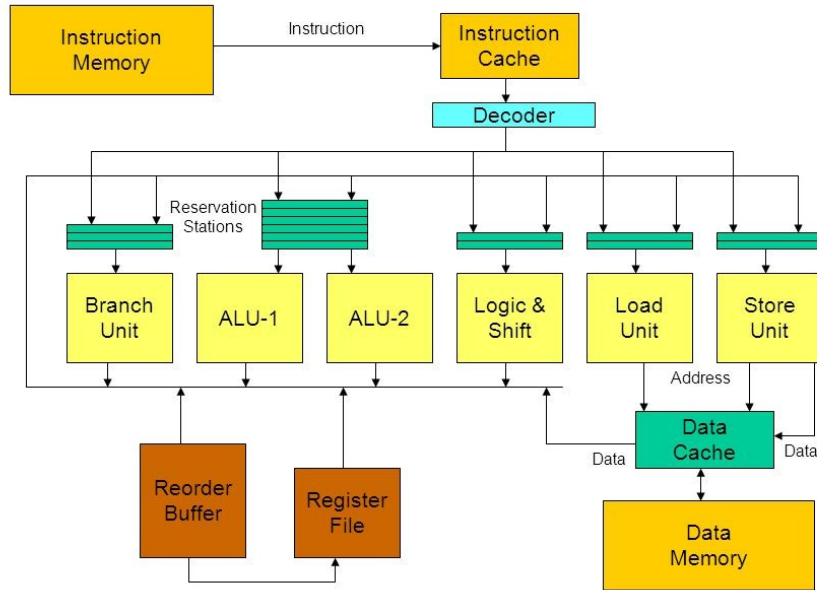 Instruction
Memory
Instruction
Instruction
Cache
Decoder
Reservation
Stations
Branch
Unit
ALU-1
ALU-2
Logic &
Shift
Load
Unit
Store
Unit
Address
Data
Cache
Data
Data
Reorder
Buffer
Register
File
Data
Memory